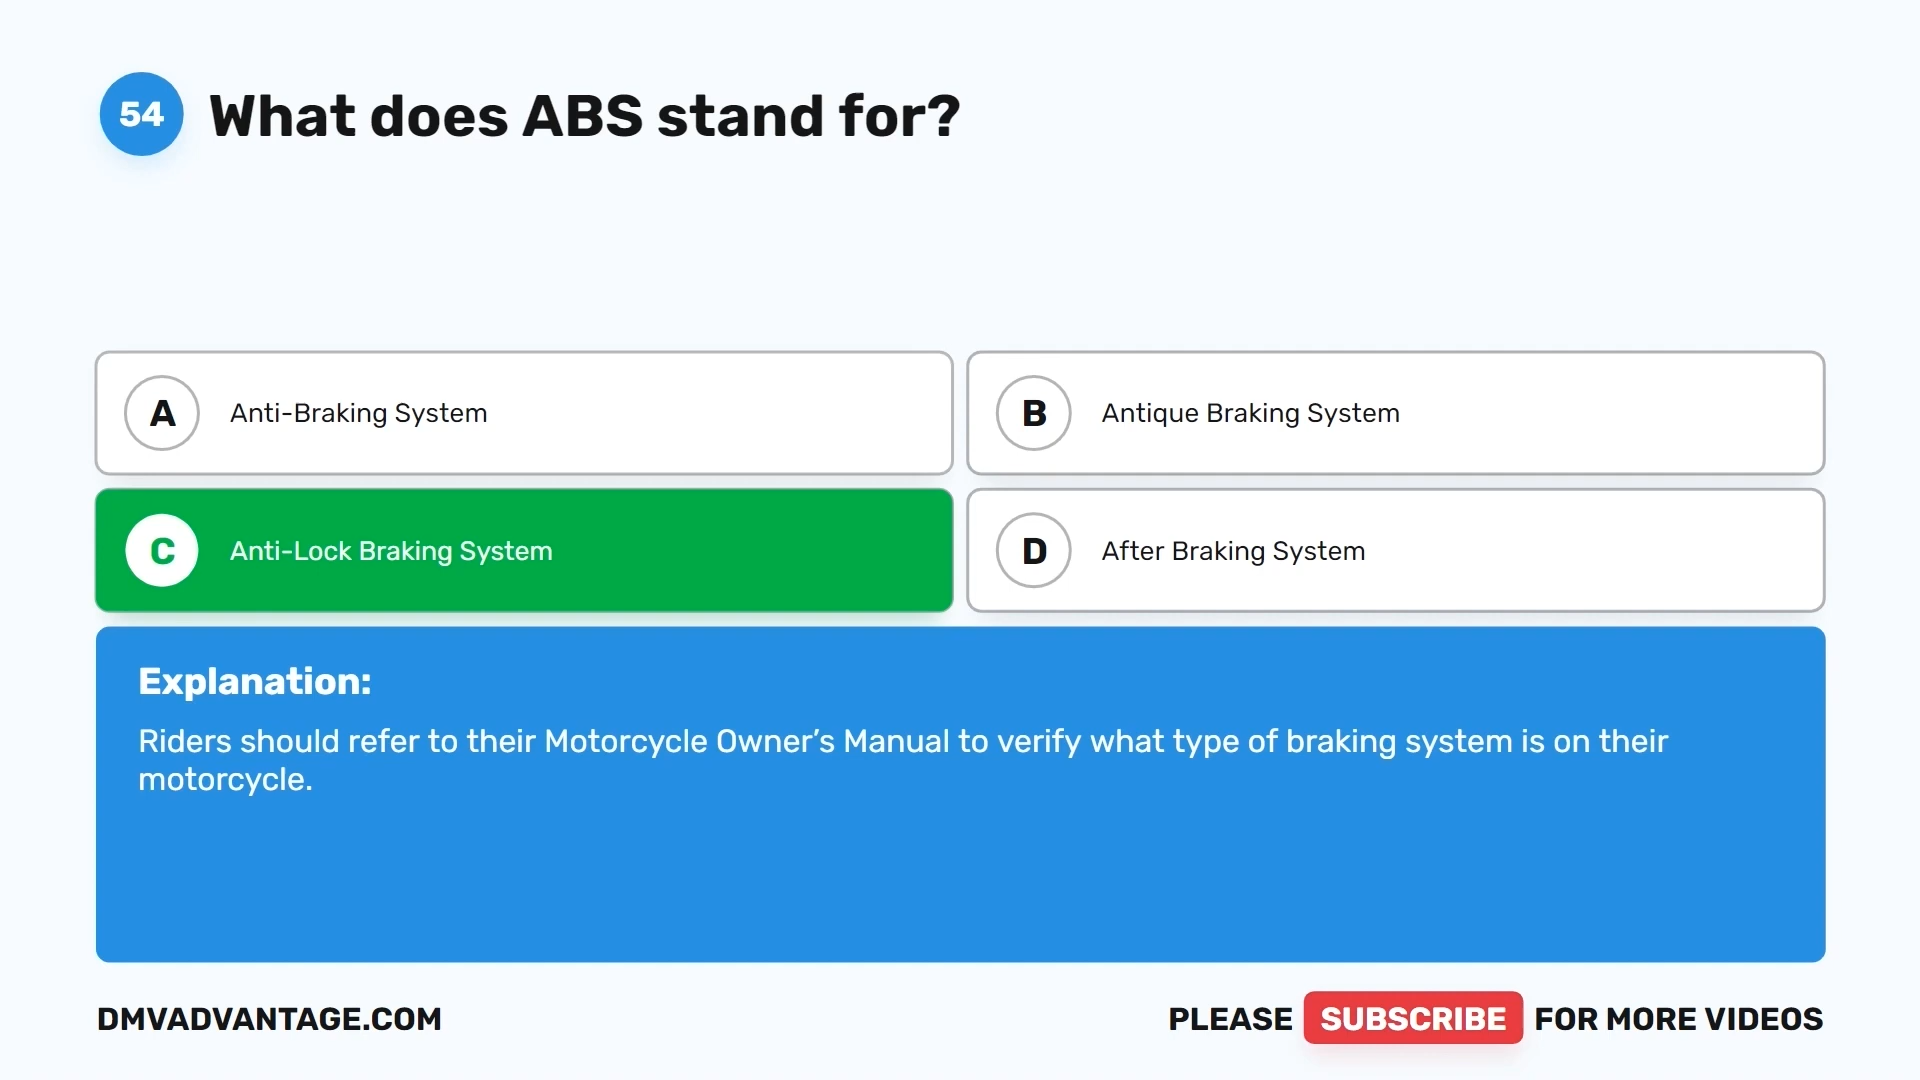 54 What does ABS stand for?
A Anti-Braking System
B Antique Braking System
C Anti-Lock Braking System
D After Braking System
Explanation:
Riders should refer to their Motorcycle Owner’s Manual to verify what type of braking system is on their
motorcycle.
DMVADVANTAGE.COM
PLEASE SUBSCRIBE FOR MORE VIDEOS